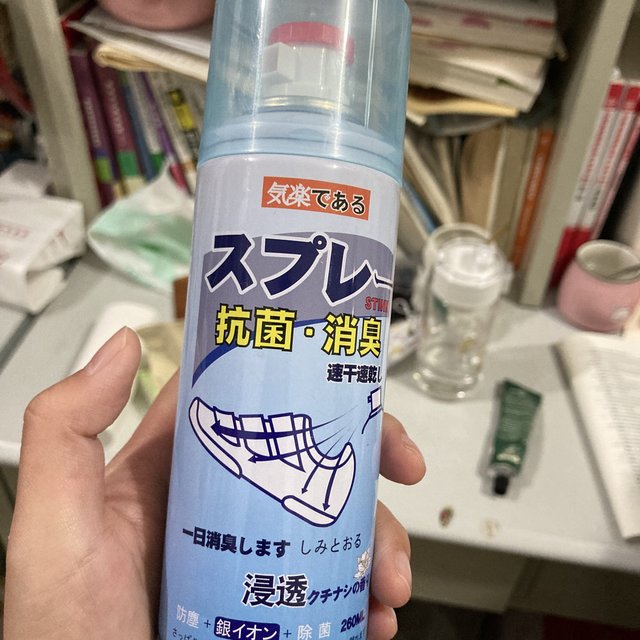 気楽である
スプレー
抗菌・消臭
速干速乾し
一日消臭します しみとおる
浸透クチナシの香
防塵 + 銀イオン + 除菌 260ML